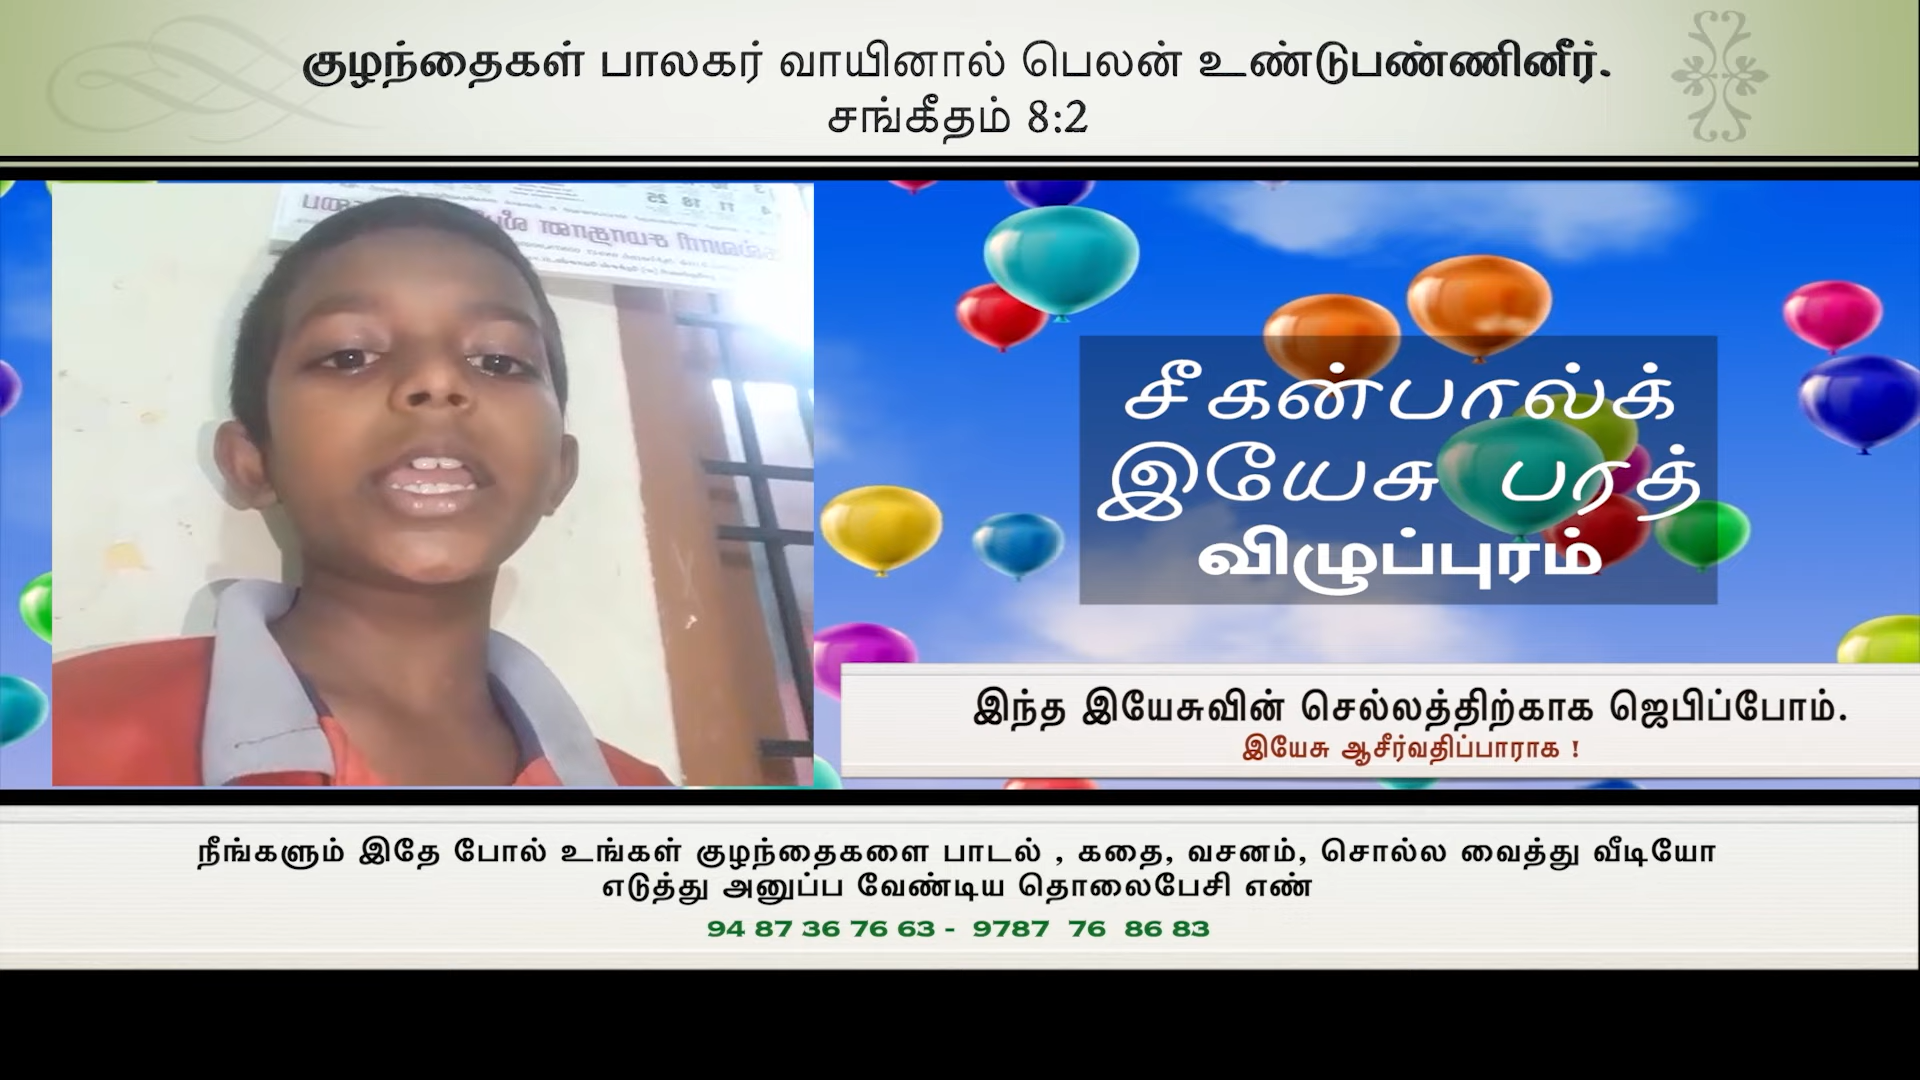 குழந்தைகள் பாலகர் வாயினால் பெலன் உண்டுபண்ணினீர்.
சங்கீதம் 8:2
சீகன்பால்க்
இயேசு பரத்
விழுப்புரம்
இந்த இயேசுவின் செல்லத்திற்காக ஜெபிப்போம்.
இயேசு ஆசீர்வதிப்பாராக !
நீங்களும் இதே போல் உங்கள் குழந்தைகளை பாடல் , கதை, வசனம், சொல்ல வைத்து வீடியோ
எடுத்து அனுப்ப வேண்டிய தொலைபேசி எண்
94 87 36 76 63 - 9787 76 86 83